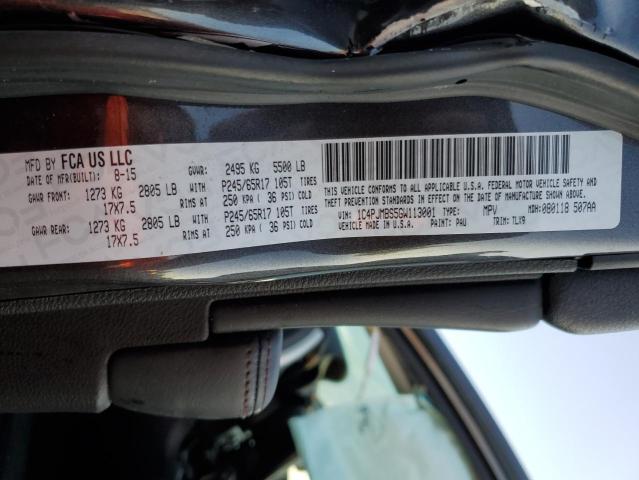 MFD BY FCA US LLC
DATE OF MFR(BUILT): 8-15 GVWR: 2495 KG 5500 LB
GAWR FRONT: 1273 KG 2805 LB WITH P245/65R17 105T TIRES
17X7.5 RIMS AT 250 KPA ( 36 PSI) COLD
GAWR REAR: 1273 KG 2805 LB WITH P245/65R17 105T TIRES
17X7.5 RIMS AT 250 KPA ( 36 PSI) COLD
THIS VEHICLE CONFORMS TO ALL APPLICABLE U.S.A. FEDERAL MOTOR VEHICLE SAFETY, BUMPER AND
THEFT PREVENTION STANDARDS IN EFFECT ON THE DATE OF MANUFACTURE SHOWN ABOVE.
VIN: 1C4PJMBS5GW113001 TYPE: MPV MDH: 080118 507AA
MADE IN U.S.A. PAINT: PAU TRIM: TLX9